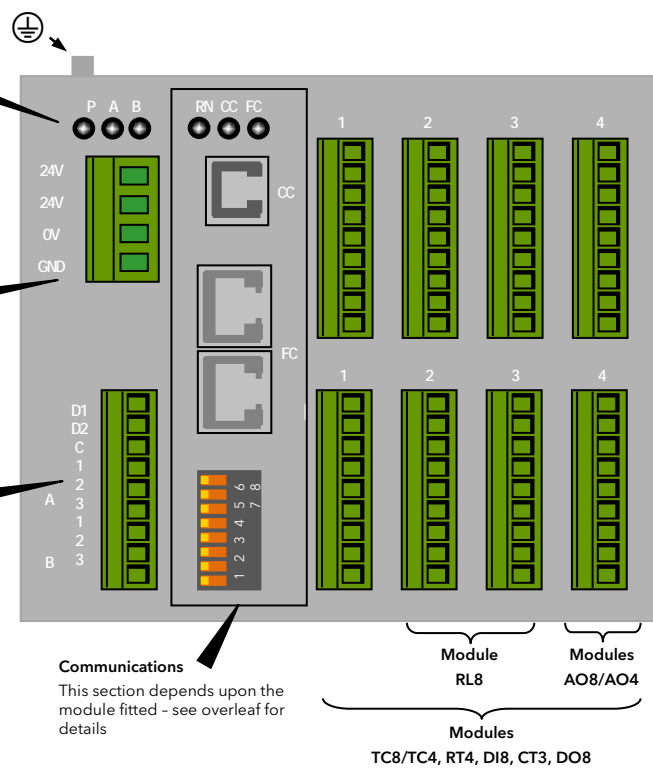 P A B
RN CC FC
1 2 3 4
24V
24V
0V
GND
CC
FC
1 2 3 4
D1
D2
C
1
2
A
3
1
2
B
3
1 2 3 4 5 6
7 8
Communications
This section depends upon the
module fitted – see overleaf for
details
Module
RL8
Modules
AO8/AO4
Modules
TC8/TC4, RT4, DI8, CT3, DO8